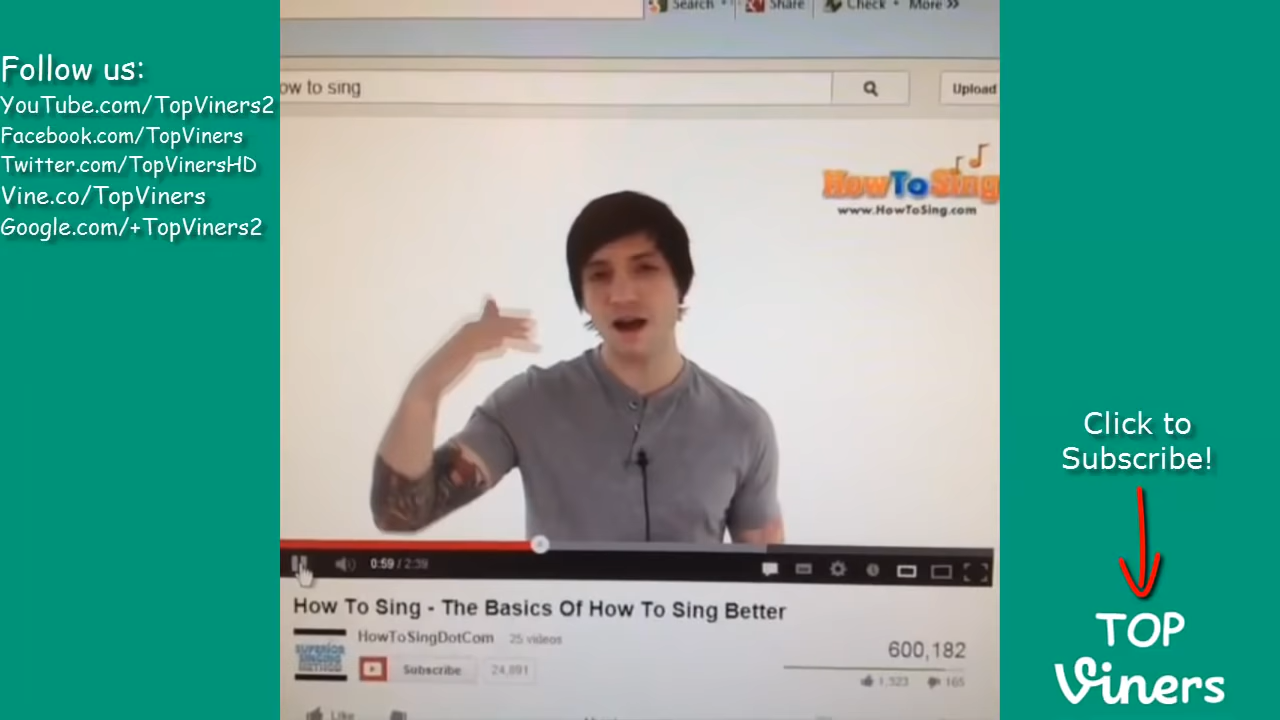 Follow us:
YouTube.com/TopViners2
Facebook.com/TopViners
Twitter.com/TopVinersHD
Vine.co/TopViners
Google.com/+TopViners2
Search
Share
Check
More »
ow to sing
Upload
HowToSing
www.HowToSing.com
0:59 / 2:39
How To Sing - The Basics Of How To Sing Better
HowToSingDotCom 25 videos
SUPERIOR
SINGING
METHOD
Subscribe 24,891
600,182
1,323 165
Like
Click to
Subscribe!
TOP
Viners